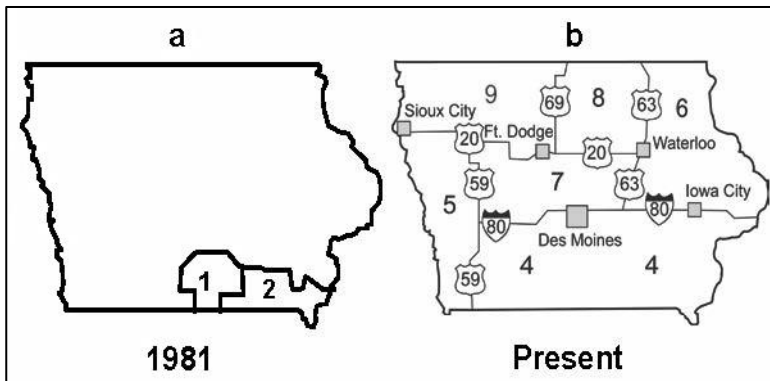 a
1
2
1981
b
9
69
8
63
6
Sioux City
20
Ft. Dodge
20
Waterloo
59
7
63
5
Iowa City
80
80
Des Moines
59
4
4
Present